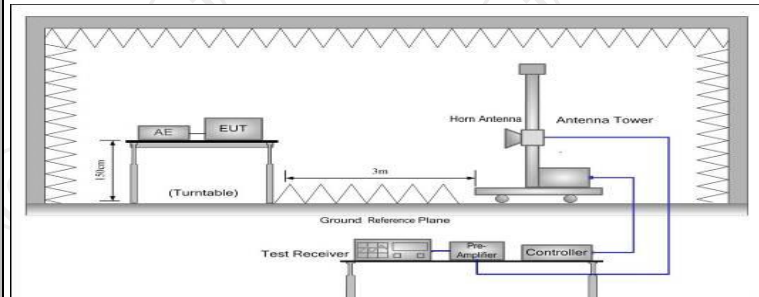 Horn Antenna
Antenna Tower
AE
EUT
150cm
3m
(Turntable)
Ground Reference Plane
Test Receiver
Pre-
Amplifier
Controller